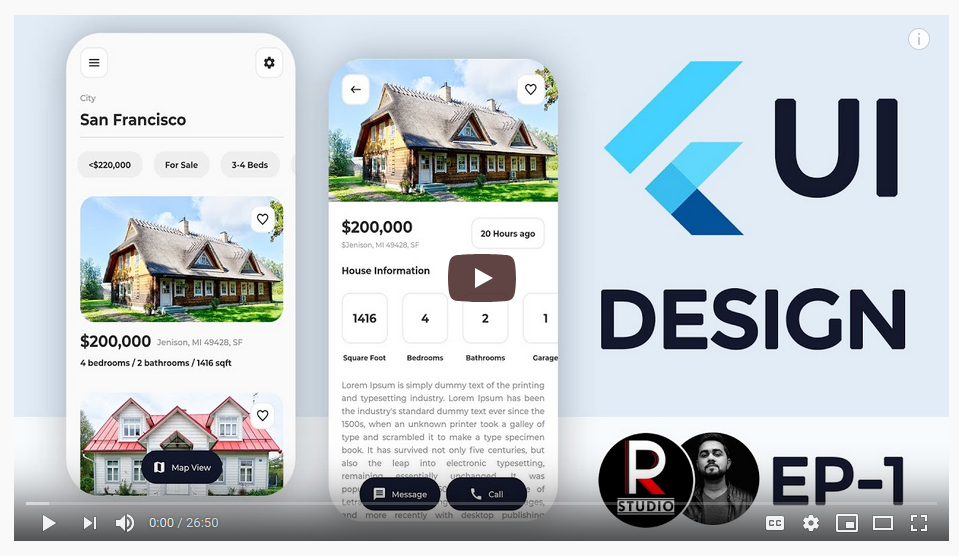 City
San Francisco
<$220,000
For Sale
3-4 Beds
$200,000 Jenison, MI 49428, SF
4 bedrooms / 2 bathrooms / 1416 sqft
Map View
$200,000
$Jenison, MI 49428, SF
20 Hours ago
House Information
1416
4
2
1
Square Foot
Bedrooms
Bathrooms
Garage
Lorem Ipsum is simply dummy text of the printing
and typesetting industry. Lorem Ipsum has been
the industry's standard dummy text ever since the
1500s, when an unknown printer took a galley of
type and scrambled it to make a type specimen
book. It has survived not only five centuries, but
also the leap into electronic typesetting,
remaining essentially unchanged. It was
of
and more recently with desktop publishing
Message
Call
UI
DESIGN
R
STUDIO
EP-1
0:00 / 26:50
CC